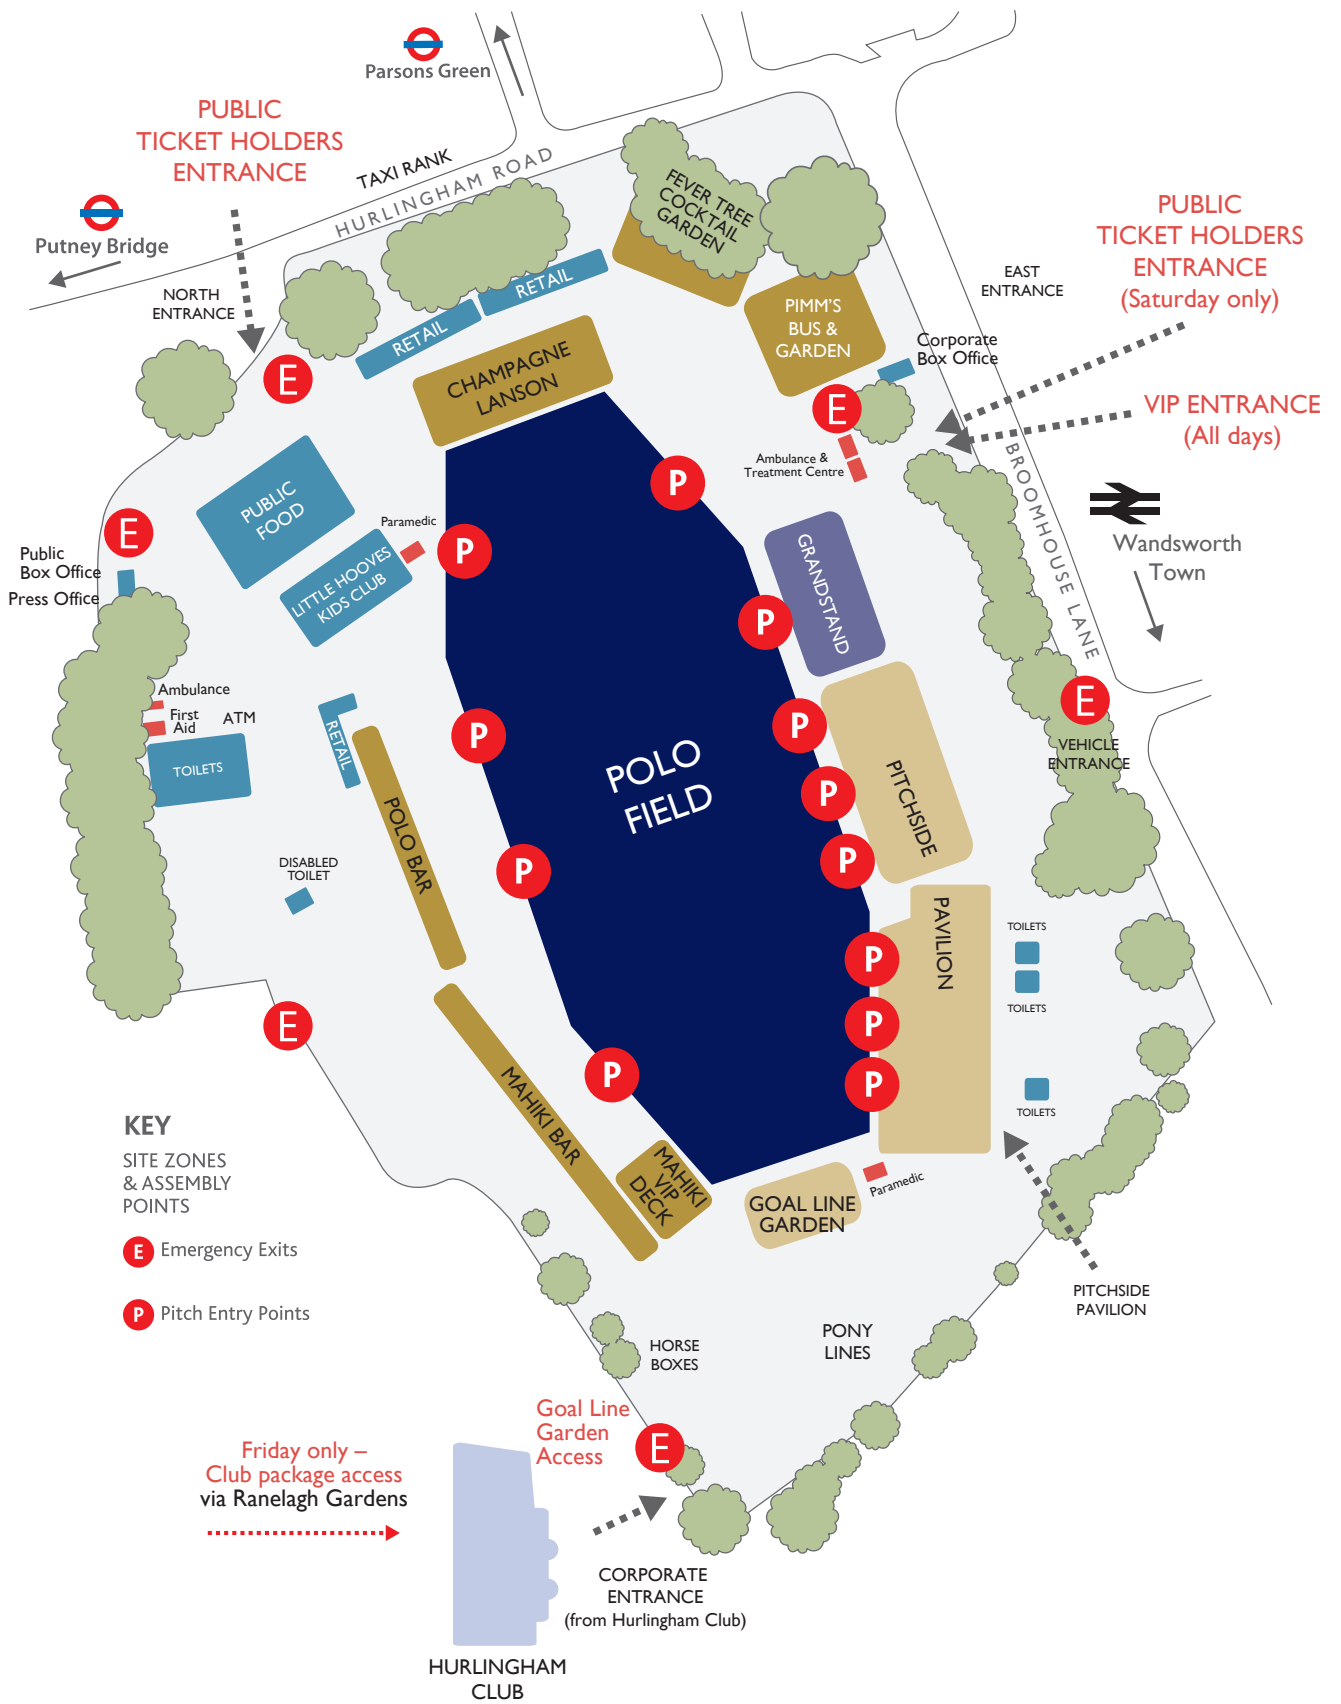 Parsons Green
PUBLIC
TICKET HOLDERS
ENTRANCE
TAXI RANK
HURLINGHAM ROAD
Putney Bridge
NORTH
ENTRANCE
FEVER TREE
COCKTAIL
GARDEN
PUBLIC
TICKET HOLDERS
ENTRANCE
(Saturday only)
EAST
ENTRANCE
RETAIL
RETAIL
PIMM'S
BUS &
GARDEN
Corporate
Box Office
CHAMPAGNE
LANSON
E
E
VIP ENTRANCE
(All days)
Ambulance &
Treatment Centre
BROOMHOUSE LANE
P
PUBLIC
FOOD
Paramedic
P
E
Public
Box Office
Press Office
LITTLE HOOVES
KIDS CLUB
GRANDSTAND
Wandsworth
Town
P
Ambulance
First
Aid
ATM
TOILETS
RETAIL
P
P
E
VEHICLE
ENTRANCE
POLO
FIELD
P
PITCHSIDE
POLO BAR
P
P
DISABLED
TOILET
PAVILION
TOILETS
TOILETS
P
P
P
E
P
TOILETS
MAHIKI BAR
MAHIKI
VIP
DECK
GOAL LINE
GARDEN
Paramedic
KEY
SITE ZONES
& ASSEMBLY
POINTS
E Emergency Exits
P Pitch Entry Points
PITCHSIDE
PAVILION
HORSE
BOXES
PONY
LINES
Goal Line
Garden
Access
E
Friday only –
Club package access
via Ranelagh Gardens
CORPORATE
ENTRANCE
(from Hurlingham Club)
HURLINGHAM
CLUB